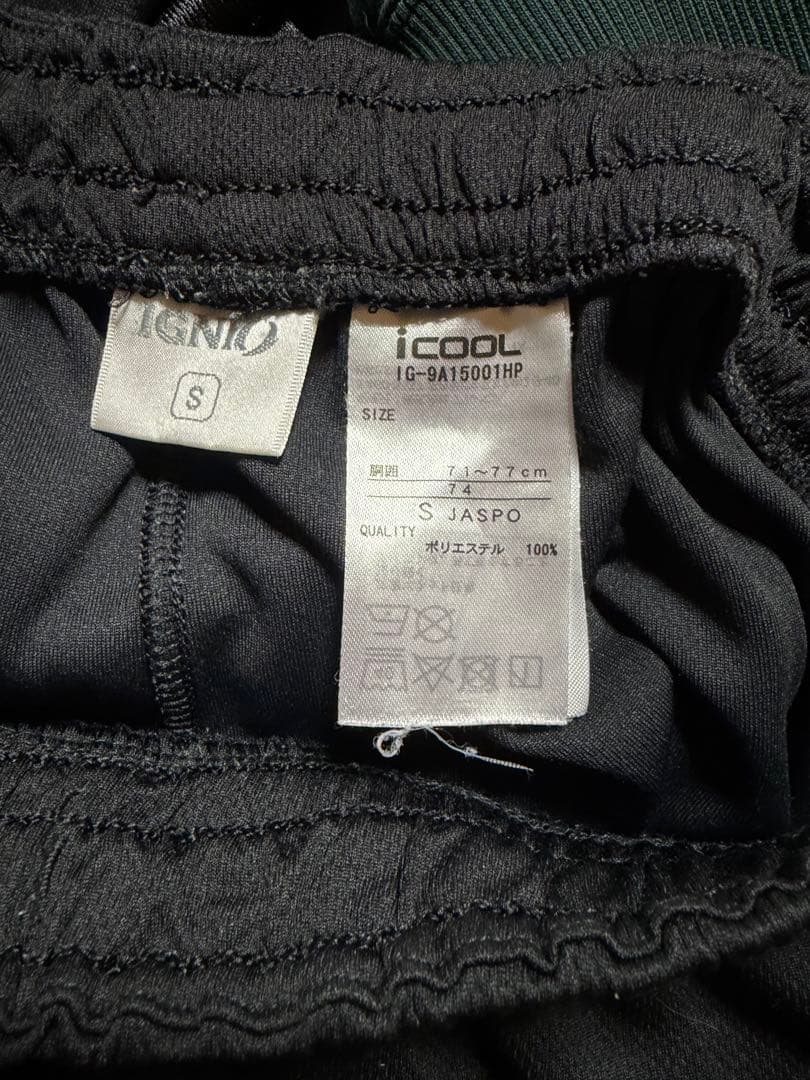 IGNIO
S
iCOOL
IG-9A15001HP
SIZE
胴囲 71～77cm
74
S JASPO
QUALITY
ポリエステル 100%